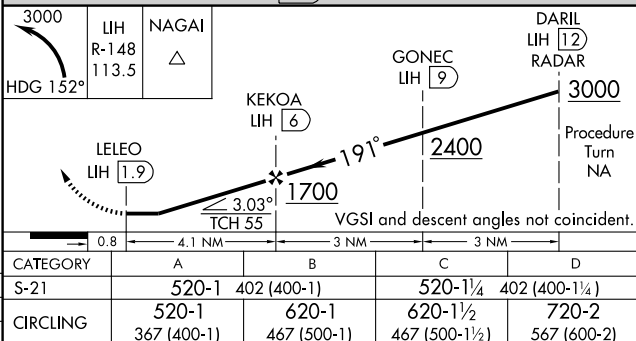 3000
HDG 152°
LIH
R-148
113.5
NAGAI
DARIL
LIH 12
RADAR
3000
GONEC
LIH 9
2400
KEKOA
LIH 6
1700
191°
Procedure
Turn
NA
LELEO
LIH 1.9
3.03°
TCH 55
VGSI and descent angles not coincident.
0.8 4.1 NM 3 NM 3 NM
CATEGORY A B C D
S-21 520-1 402 (400-1) 520-1¼ 402 (400-1¼)
CIRCLING 520-1 620-1 620-1½ 720-2
367 (400-1) 467 (500-1) 467 (500-1½) 567 (600-2)